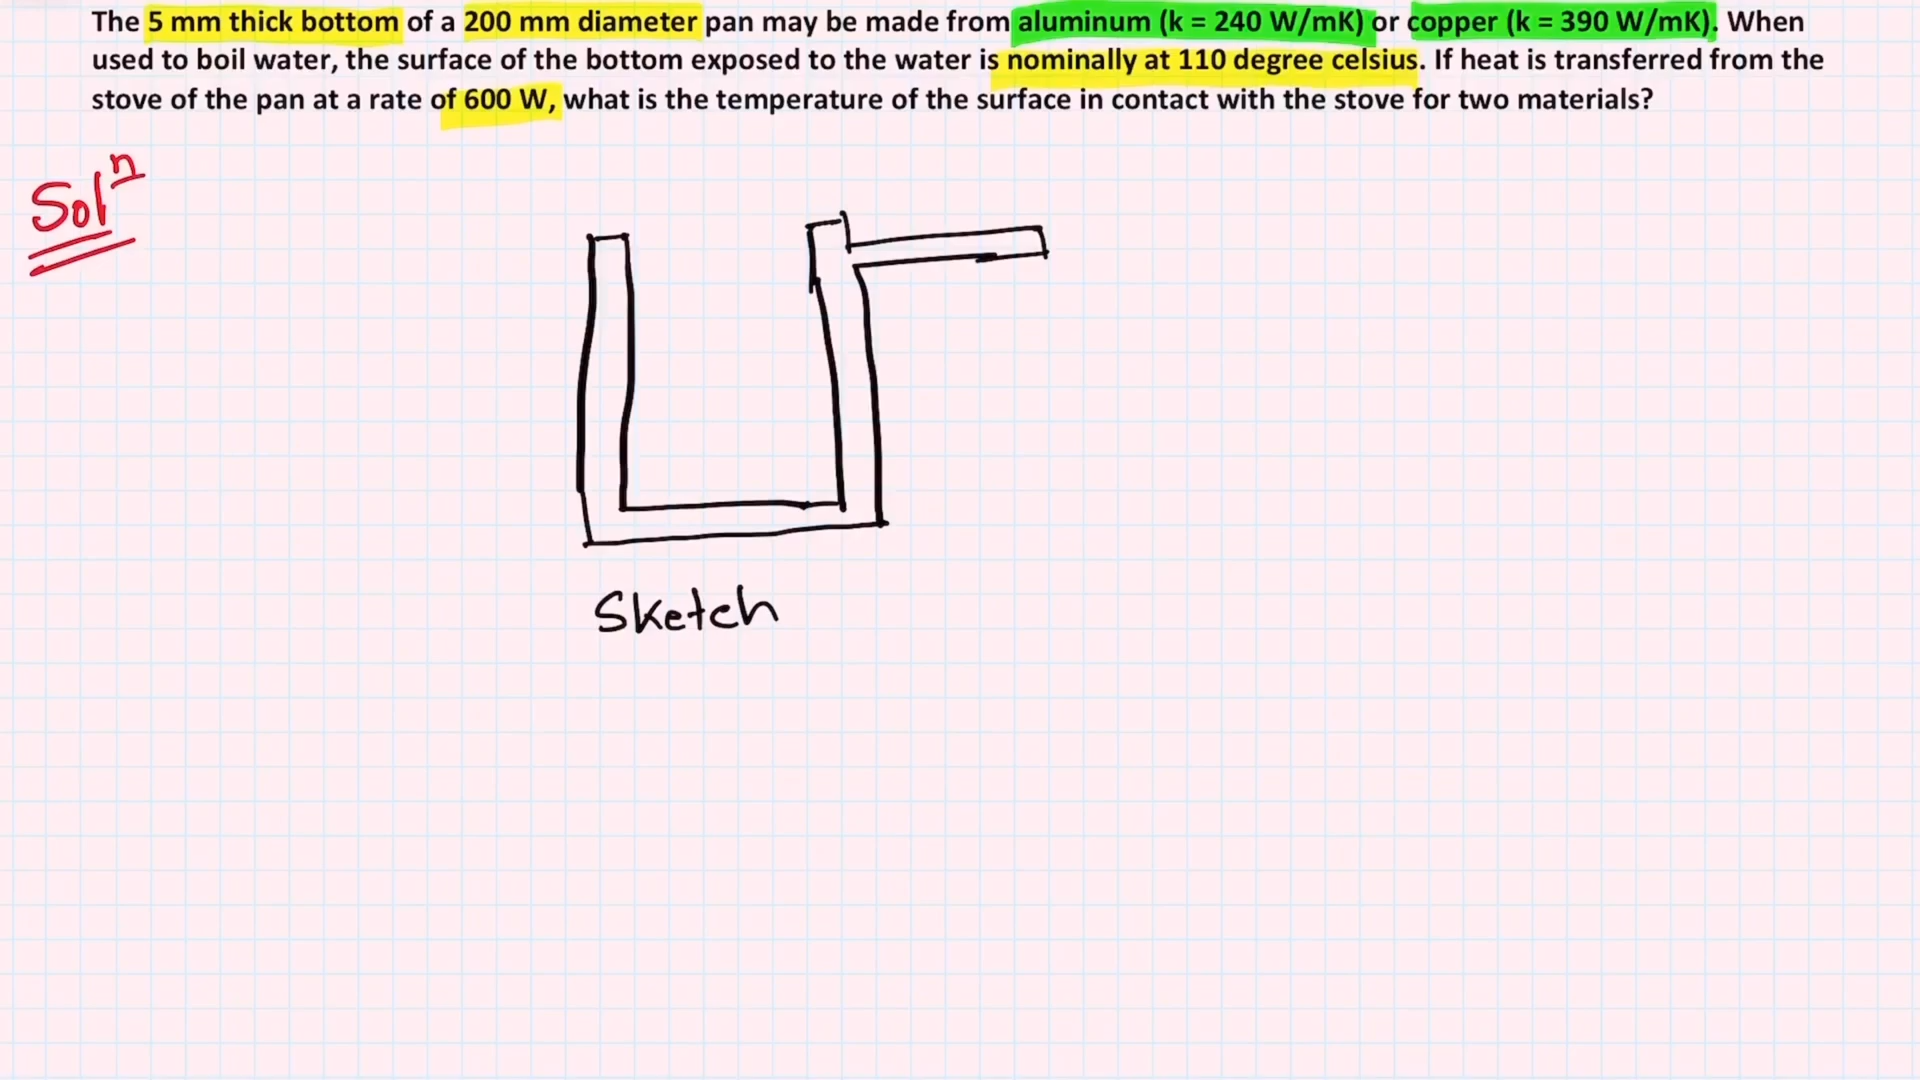 The 5 mm thick bottom of a 200 mm diameter pan may be made from aluminum (k = 240 W/mK) or copper (k = 390 W/mK). When
used to boil water, the surface of the bottom exposed to the water is nominally at 110 degree celsius. If heat is transferred from the
stove of the pan at a rate of 600 W, what is the temperature of the surface in contact with the stove for two materials?
Solⁿ
Sketch